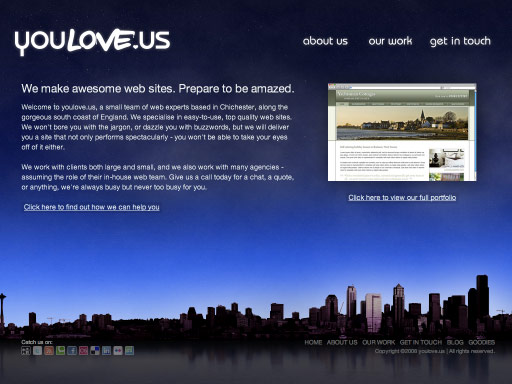 YOULOVE.US
about us our work get in touch
We make awesome web sites. Prepare to be amazed.
Welcome to youlove.us, a small team of web experts based in Chichester, along the
gorgeous south coast of England. We specialise in easy-to-use, top quality web sites.
We won't bore you with the jargon, or dazzle you with buzzwords, but we will deliver
you a site that not only performs spectacularly - you won't be able to take your eyes
off of it either.
We work with clients both large and small, and we also work with many agencies -
assuming the role of their in-house web team. Give us a call today for a chat, a quote,
or anything, we're always busy but never too busy for you.
Click here to find out how we can help you
Click here to view our full portfolio
Catch us on:
HOME ABOUT US OUR WORK GET IN TOUCH BLOG GOODIES
Copyright ©2008 youlove.us | All rights reserved.